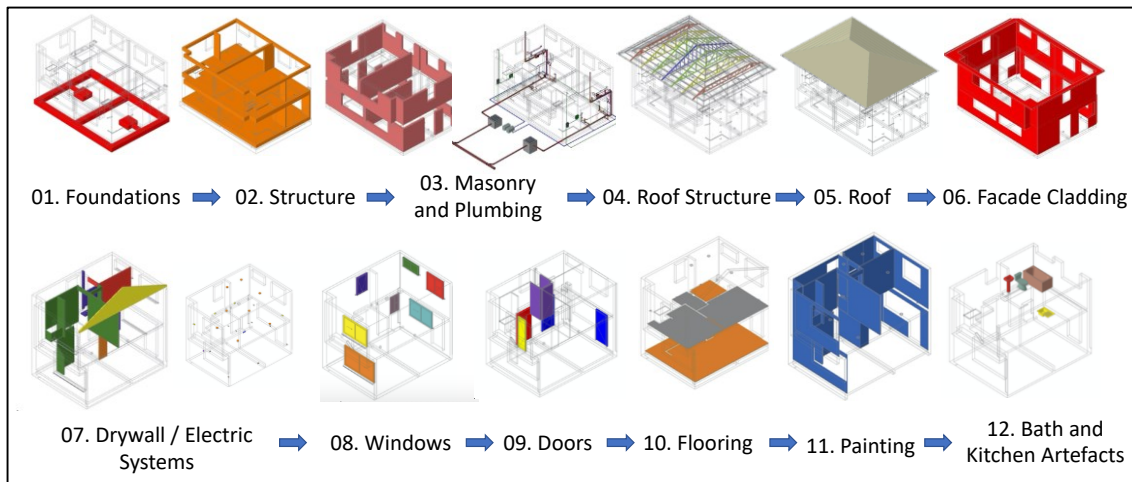 01. Foundations
02. Structure
03. Masonry
and Plumbing
04. Roof Structure
05. Roof
06. Facade Cladding
07. Drywall / Electric
Systems
08. Windows
09. Doors
10. Flooring
11. Painting
12. Bath and
Kitchen Artefacts